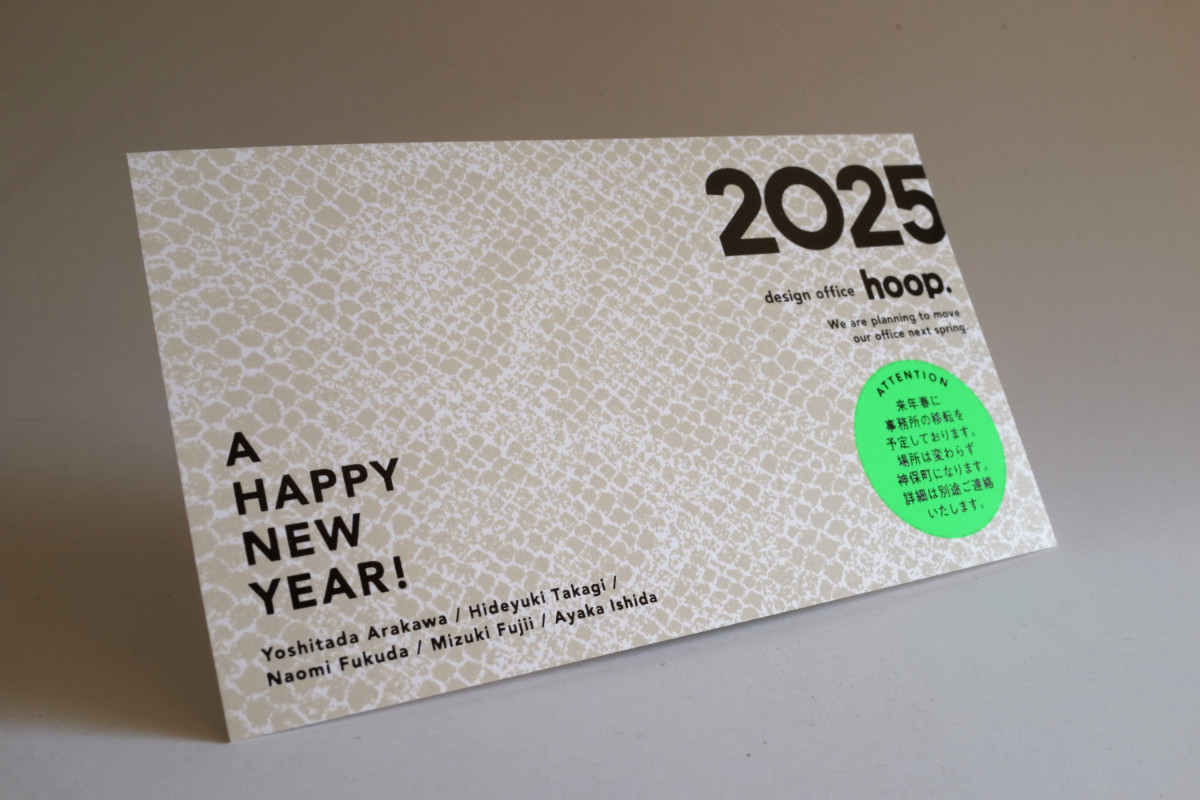 2025
design office hoop.
We are planning to move
our office next spring.
ATTENTION
来年春に
事務所の移転を
予定しております。
場所は変わらず
神保町になります。
詳細は別途ご連絡
いたします。
A
HAPPY
NEW
YEAR!
Yoshitada Arakawa / Hideyuki Takagi /
Naomi Fukuda / Mizuki Fujii / Ayaka Ishida